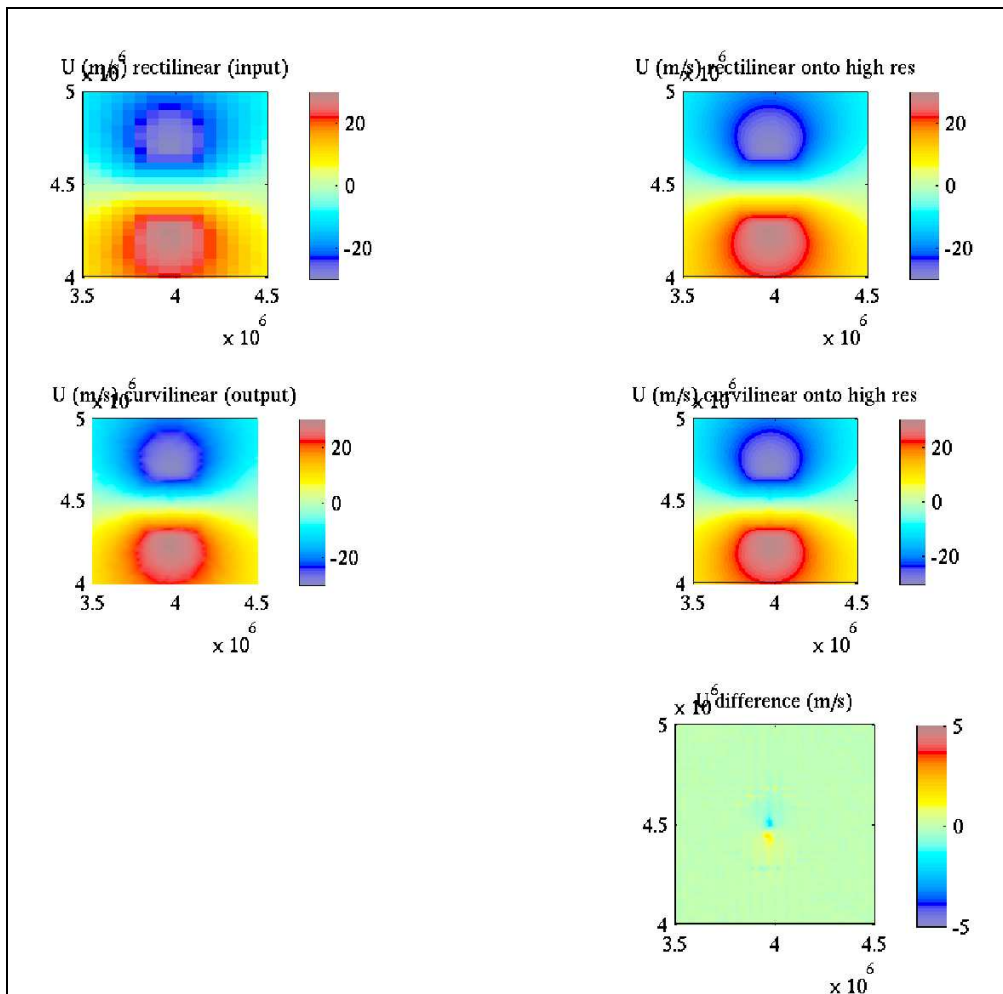 U (m/s) rectilinear (input)
x 10^6
5
4.5
4
3.5 4 4.5
x 10^6
20
0
-20
U (m/s) rectilinear onto high res
x 10^6
5
4.5
4
3.5 4 4.5
x 10^6
20
0
-20
U (m/s) curvilinear (output)
x 10^6
5
4.5
4
3.5 4 4.5
x 10^6
20
0
-20
U (m/s) curvilinear onto high res
x 10^6
5
4.5
4
3.5 4 4.5
x 10^6
20
0
-20
U difference (m/s)
x 10^6
5
4.5
4
3.5 4 4.5
x 10^6
5
0
-5